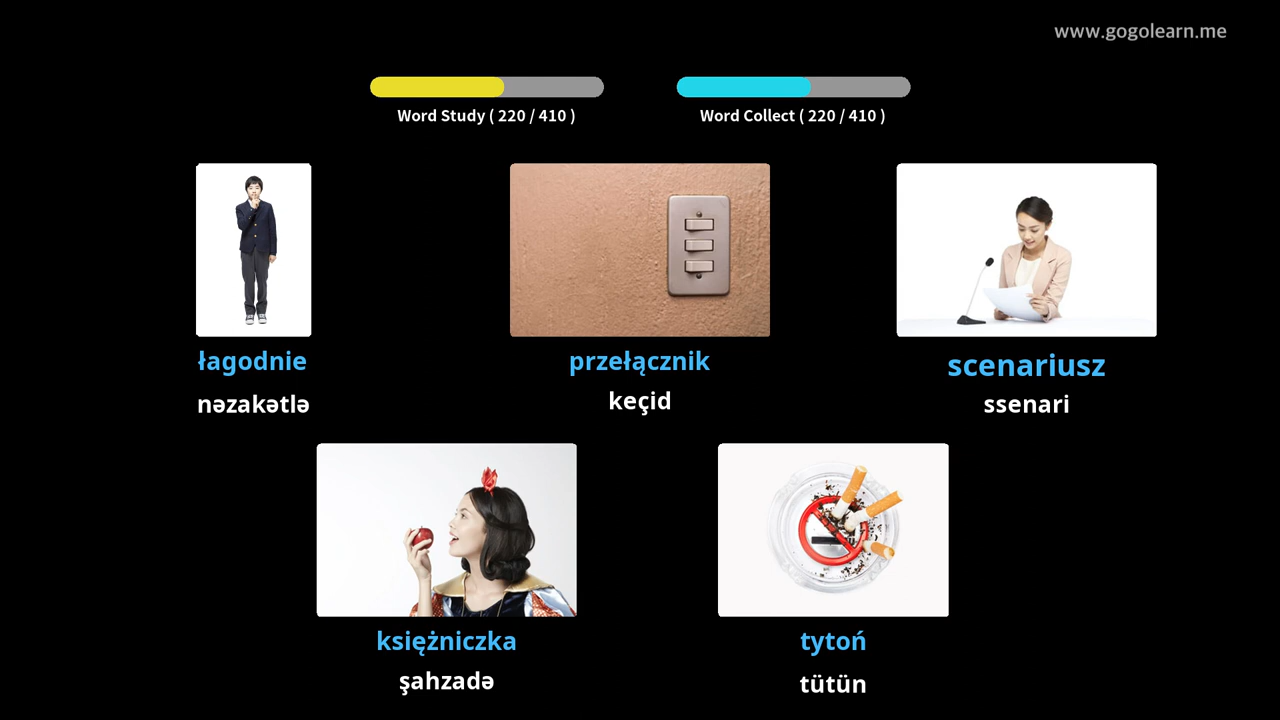 www.gogolearn.me
Word Study ( 220 / 410 )
Word Collect ( 220 / 410 )
łagodnie
nəzakətlə
przełącznik
keçid
scenariusz
ssenari
księżniczka
şahzadə
tytoń
tütün